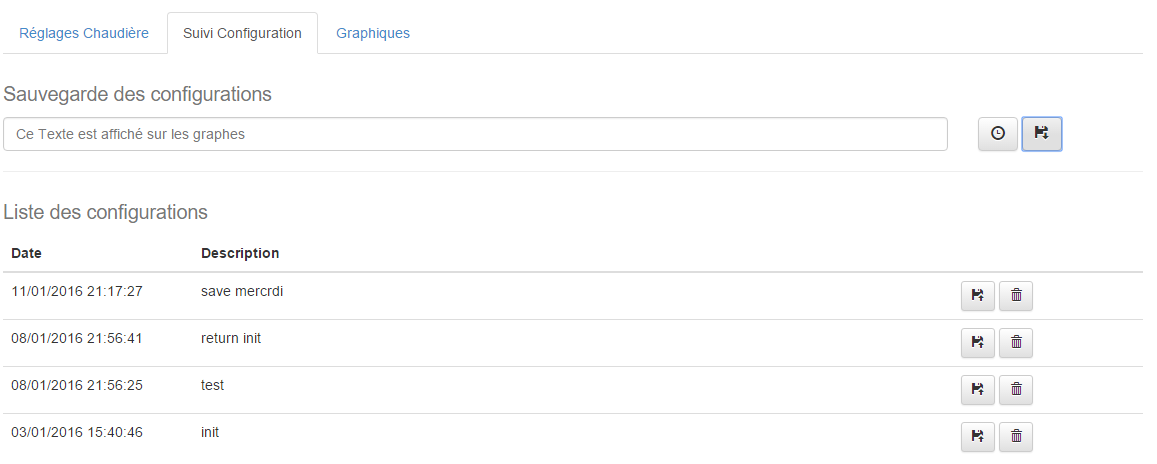 Réglages Chaudière Suivi Configuration Graphiques
Sauvegarde des configurations
Ce Texte est affiché sur les graphes
Liste des configurations
Date Description
11/01/2016 21:17:27 save mercrdi
08/01/2016 21:56:41 return init
08/01/2016 21:56:25 test
03/01/2016 15:40:46 init